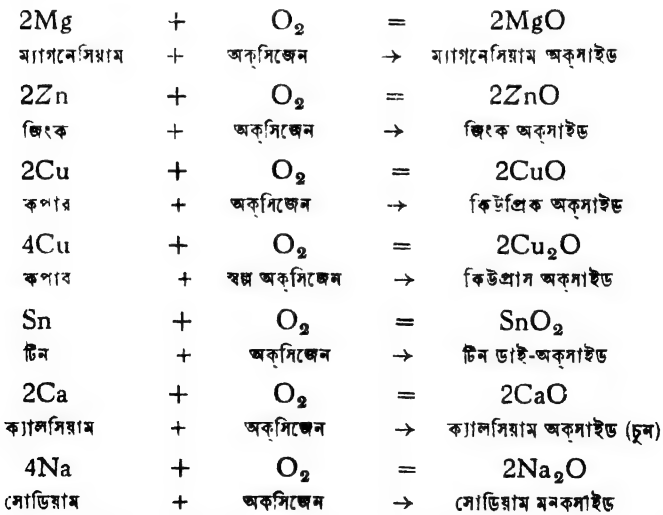 2Mg + O₂ = 2MgO
ম্যাগনেসিয়াম + অক্‌সিজেন → ম্যাগনেসিয়াম অক্‌সাইড
2Zn + O₂ = 2ZnO
জিংক + অক্‌সিজেন → জিংক অক্‌সাইড
2Cu + O₂ = 2CuO
কপার + অক্‌সিজেন → কিউপ্রিক অক্‌সাইড
4Cu + O₂ = 2Cu₂O
কপাব + স্বল্প অক্‌সিজেন → কিউপ্রাস অক্‌সাইড
Sn + O₂ = SnO₂
টিন + অক্‌সিজেন → টিন ডাই-অক্‌সাইড
2Ca + O₂ = 2CaO
ক্যালসিয়াম + অক্‌সিজেন → ক্যালসিয়াম অক্‌সাইড (চুন)
4Na + O₂ = 2Na₂O
সোডিয়াম + অক্‌সিজেন → সোডিয়াম মনক্‌সাইড